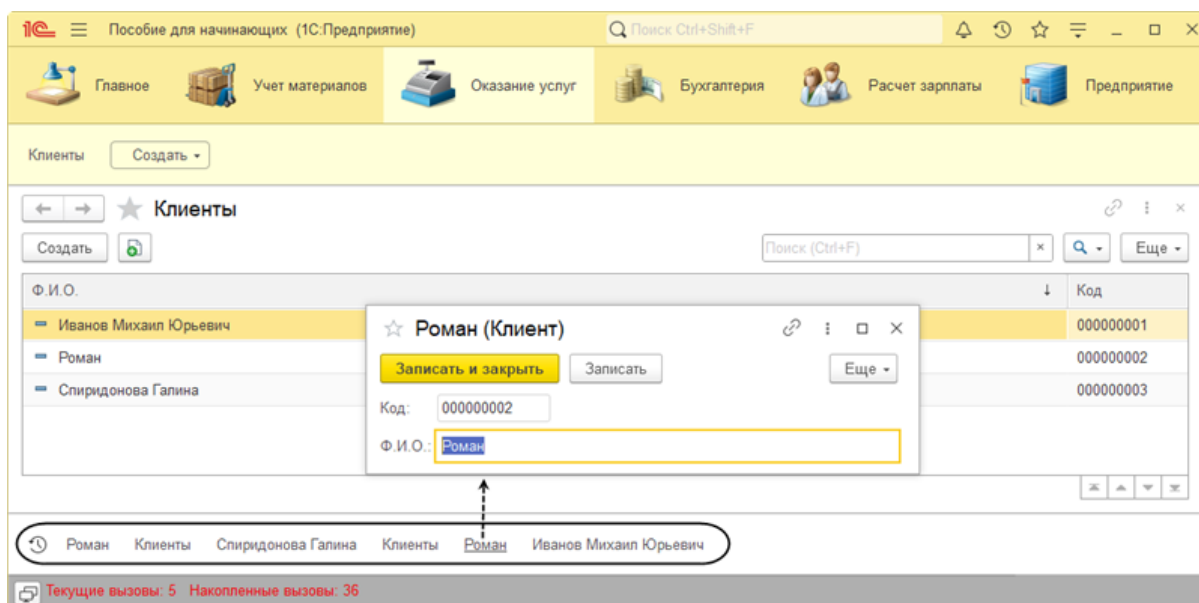 1С Пособие для начинающих (1С:Предприятие) Поиск Ctrl+Shift+F
Главное Учет материалов Оказание услуг Бухгалтерия Расчет зарплаты Предприятие
Клиенты Создать
Клиенты
Создать Поиск (Ctrl+F) × Еще
Ф.И.О. ↓ Код
Иванов Михаил Юрьевич 000000001
Роман 000000002
Спиридонова Галина 000000003
Роман (Клиент)
Записать и закрыть Записать Еще
Код: 000000002
Ф.И.О.: Роман
Роман Клиенты Спиридонова Галина Клиенты Роман Иванов Михаил Юрьевич
Текущие вызовы: 5 Накопленные вызовы: 36